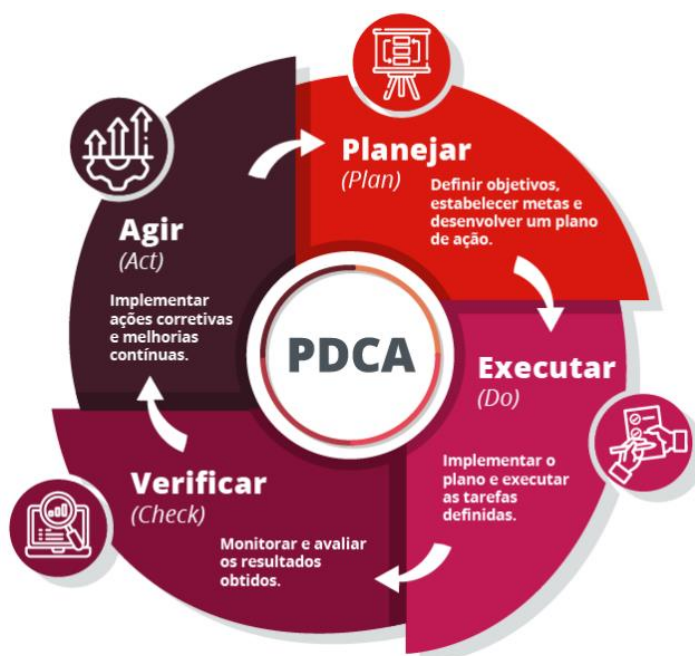 Planejar
(Plan)
Definir objetivos,
estabelecer metas e
desenvolver um plano
de ação.
Executar
(Do)
Implementar o
plano e executar
as tarefas
definidas.
Verificar
(Check)
Monitorar e avaliar
os resultados
obtidos.
Agir
(Act)
Implementar
ações corretivas
e melhorias
contínuas.
PDCA